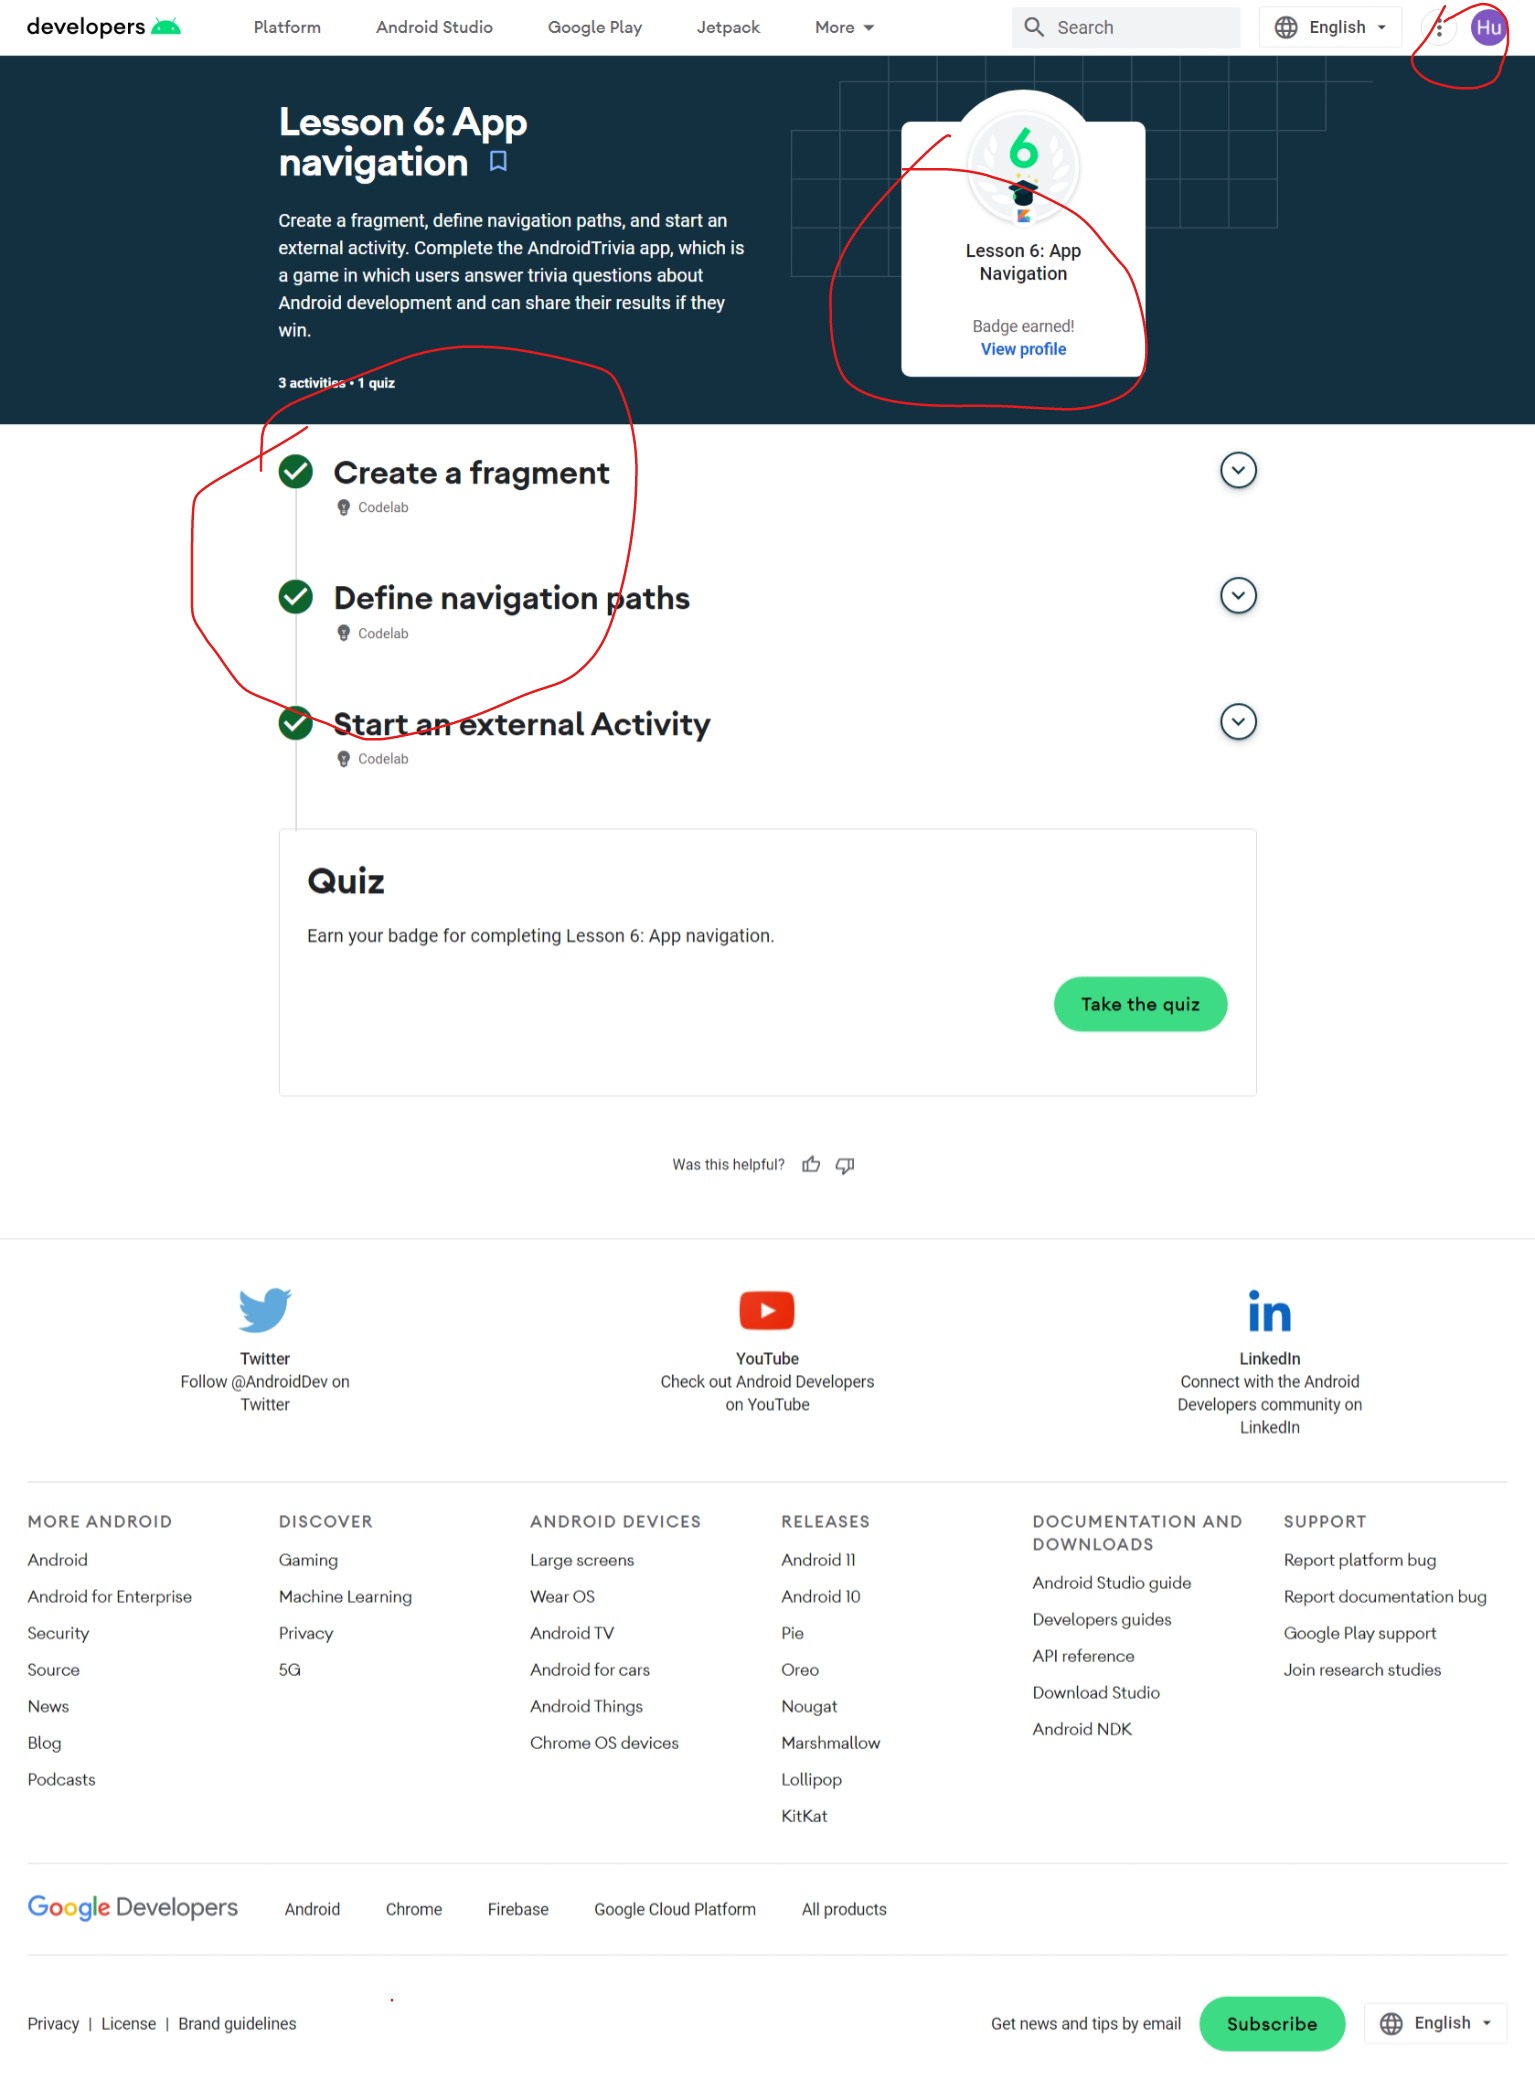 developers
Platform
Android Studio
Google Play
Jetpack
More
Search
English
Hu
Lesson 6: App
navigation
Create a fragment, define navigation paths, and start an
external activity. Complete the AndroidTrivia app, which is
a game in which users answer trivia questions about
Android development and can share their results if they
win.
3 activities • 1 quiz
6
Lesson 6: App
Navigation
Badge earned!
View profile
Create a fragment
Codelab
Define navigation paths
Codelab
Start an external Activity
Codelab
Quiz
Earn your badge for completing Lesson 6: App navigation.
Take the quiz
Was this helpful?
Twitter
Follow @AndroidDev on
Twitter
YouTube
Check out Android Developers
on YouTube
in
LinkedIn
Connect with the Android
Developers community on
LinkedIn
MORE ANDROID
Android
Android for Enterprise
Security
Source
News
Blog
Podcasts
DISCOVER
Gaming
Machine Learning
Privacy
5G
ANDROID DEVICES
Large screens
Wear OS
Android TV
Android for cars
Android Things
Chrome OS devices
RELEASES
Android 11
Android 10
Pie
Oreo
Nougat
Marshmallow
Lollipop
KitKat
DOCUMENTATION AND
DOWNLOADS
Android Studio guide
Developers guides
API reference
Download Studio
Android NDK
SUPPORT
Report platform bug
Report documentation bug
Google Play support
Join research studies
Google Developers
Android
Chrome
Firebase
Google Cloud Platform
All products
Privacy | License | Brand guidelines
Get news and tips by email
Subscribe
English